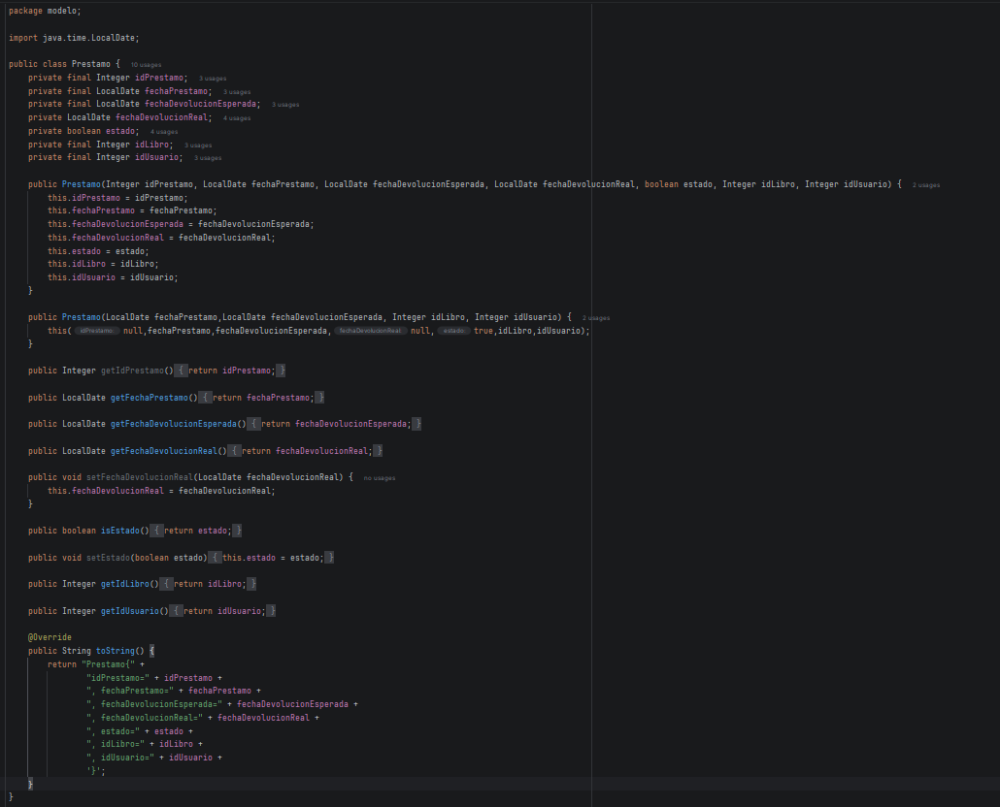 package modelo;
import java.time.LocalDate;
public class Prestamo { 10 usages
private final Integer idPrestamo; 3 usages
private final LocalDate fechaPrestamo; 3 usages
private final LocalDate fechaDevolucionEsperada; 3 usages
private LocalDate fechaDevolucionReal; 4 usages
private boolean estado; 4 usages
private final Integer idLibro; 3 usages
private final Integer idUsuario; 3 usages
public Prestamo(Integer idPrestamo, LocalDate fechaPrestamo, LocalDate fechaDevolucionEsperada, LocalDate fechaDevolucionReal, boolean estado, Integer idLibro, Integer idUsuario) { 2 usages
this.idPrestamo = idPrestamo;
this.fechaPrestamo = fechaPrestamo;
this.fechaDevolucionEsperada = fechaDevolucionEsperada;
this.fechaDevolucionReal = fechaDevolucionReal;
this.estado = estado;
this.idLibro = idLibro;
this.idUsuario = idUsuario;
}
public Prestamo(LocalDate fechaPrestamo,LocalDate fechaDevolucionEsperada, Integer idLibro, Integer idUsuario) { 2 usages
this( idPrestamo: null,fechaPrestamo,fechaDevolucionEsperada, fechaDevolucionReal: null, estado: true,idLibro,idUsuario);
}
public Integer getIdPrestamo() { return idPrestamo; }
public LocalDate getFechaPrestamo() { return fechaPrestamo; }
public LocalDate getFechaDevolucionEsperada() { return fechaDevolucionEsperada; }
public LocalDate getFechaDevolucionReal() { return fechaDevolucionReal; }
public void setFechaDevolucionReal(LocalDate fechaDevolucionReal) { no usages
this.fechaDevolucionReal = fechaDevolucionReal;
}
public boolean isEstado() { return estado; }
public void setEstado(boolean estado) { this.estado = estado; }
public Integer getIdLibro() { return idLibro; }
public Integer getIdUsuario() { return idUsuario; }
@Override
public String toString() {
return "Prestamo{" +
"idPrestamo=" + idPrestamo +
", fechaPrestamo=" + fechaPrestamo +
", fechaDevolucionEsperada=" + fechaDevolucionEsperada +
", fechaDevolucionReal=" + fechaDevolucionReal +
", estado=" + estado +
", idLibro=" + idLibro +
", idUsuario=" + idUsuario +
'}';
}
}